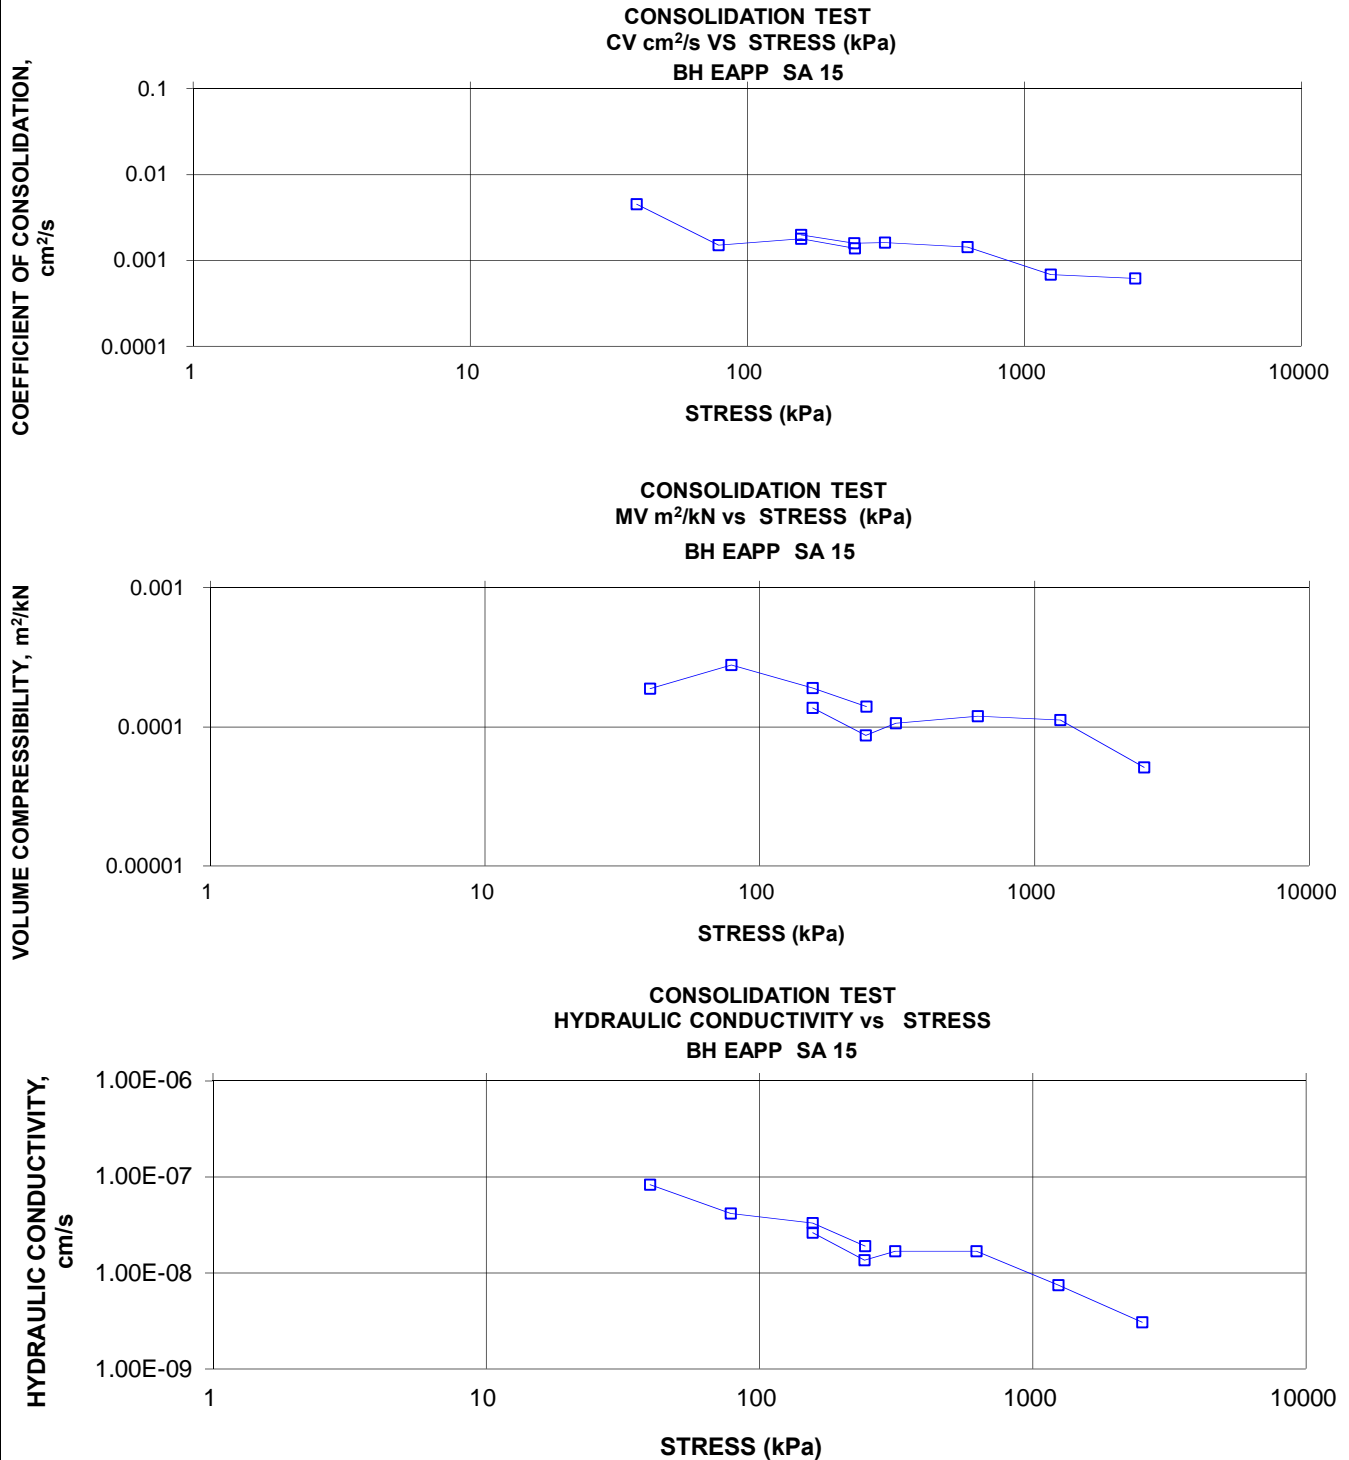 CONSOLIDATION TEST
CV cm²/s VS STRESS (kPa)
BH EAPP SA 15
COEFFICIENT OF CONSOLIDATION,
cm²/s
0.1
0.01
0.001
0.0001
1 10 100 1000 10000
STRESS (kPa)
CONSOLIDATION TEST
MV m²/kN vs STRESS (kPa)
BH EAPP SA 15
VOLUME COMPRESSIBILITY, m²/kN
0.001
0.0001
0.00001
1 10 100 1000 10000
STRESS (kPa)
CONSOLIDATION TEST
HYDRAULIC CONDUCTIVITY vs STRESS
BH EAPP SA 15
HYDRAULIC CONDUCTIVITY,
cm/s
1.00E-06
1.00E-07
1.00E-08
1.00E-09
1 10 100 1000 10000
STRESS (kPa)